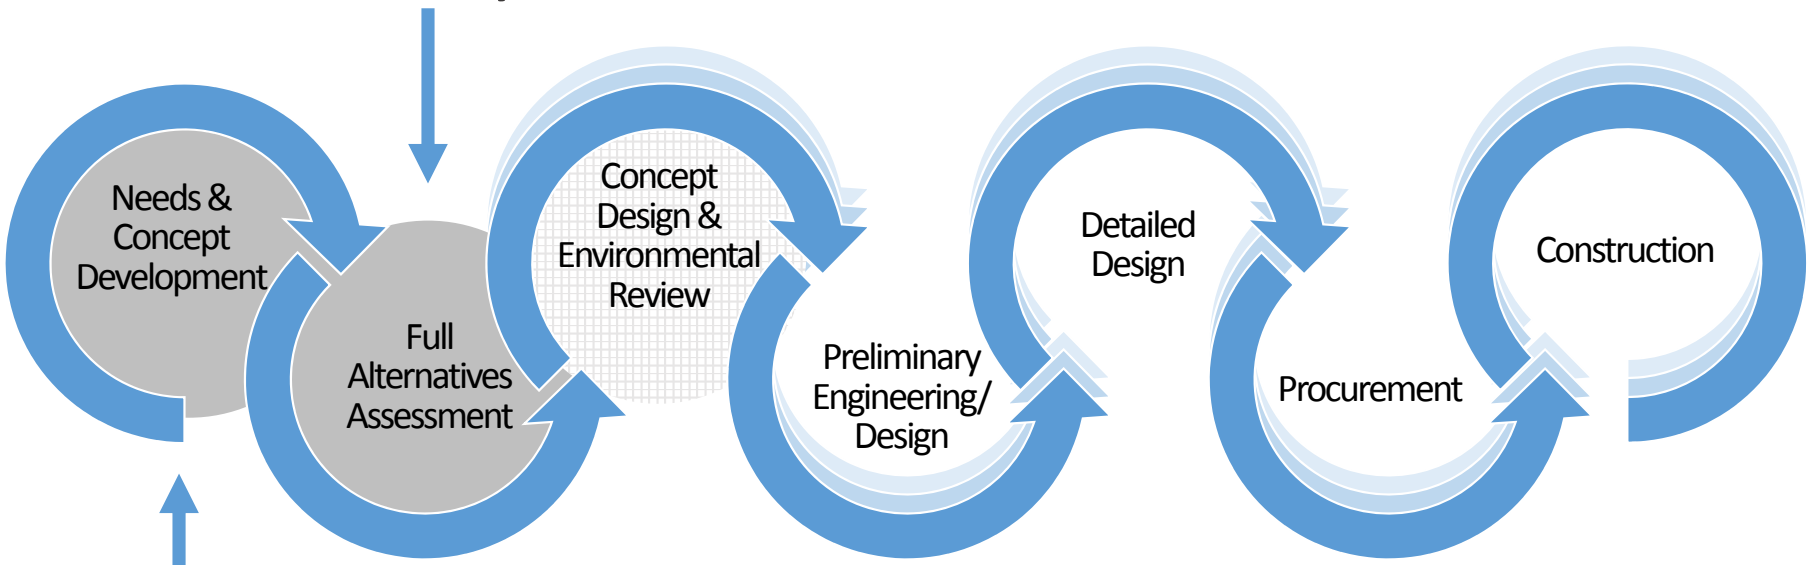 Needs &
Concept
Development
Full
Alternatives
Assessment
Concept
Design &
Environmental
Review
Preliminary
Engineering/
Design
Detailed
Design
Procurement
Construction